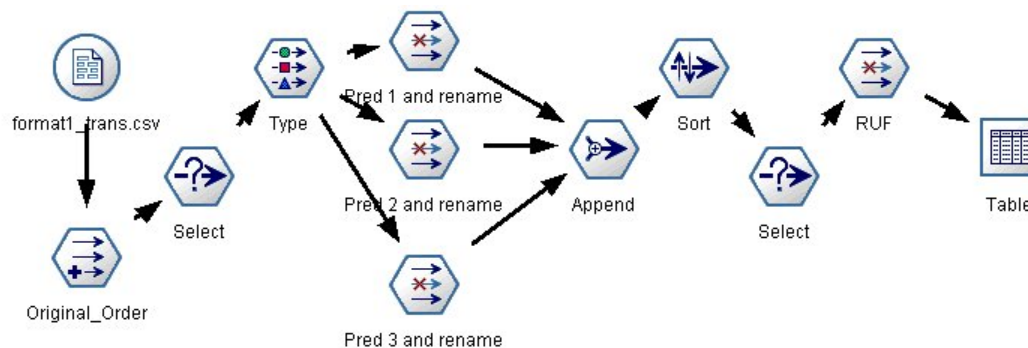 format1_trans.csv
Original_Order
Select
Type
Pred 1 and rename
Pred 2 and rename
Pred 3 and rename
Append
Sort
Select
RUF
Table